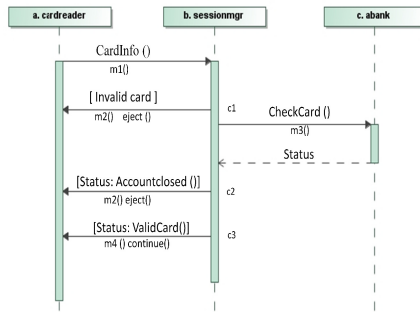 a. cardreader
b. sessionmgr
c. abank
CardInfo ()
m1()
[ Invalid card ]
c1
m2() eject ()
CheckCard ()
m3()
Status
[Status: Accountclosed ()]
c2
m2() eject()
[Status: ValidCard()]
c3
m4 () continue()